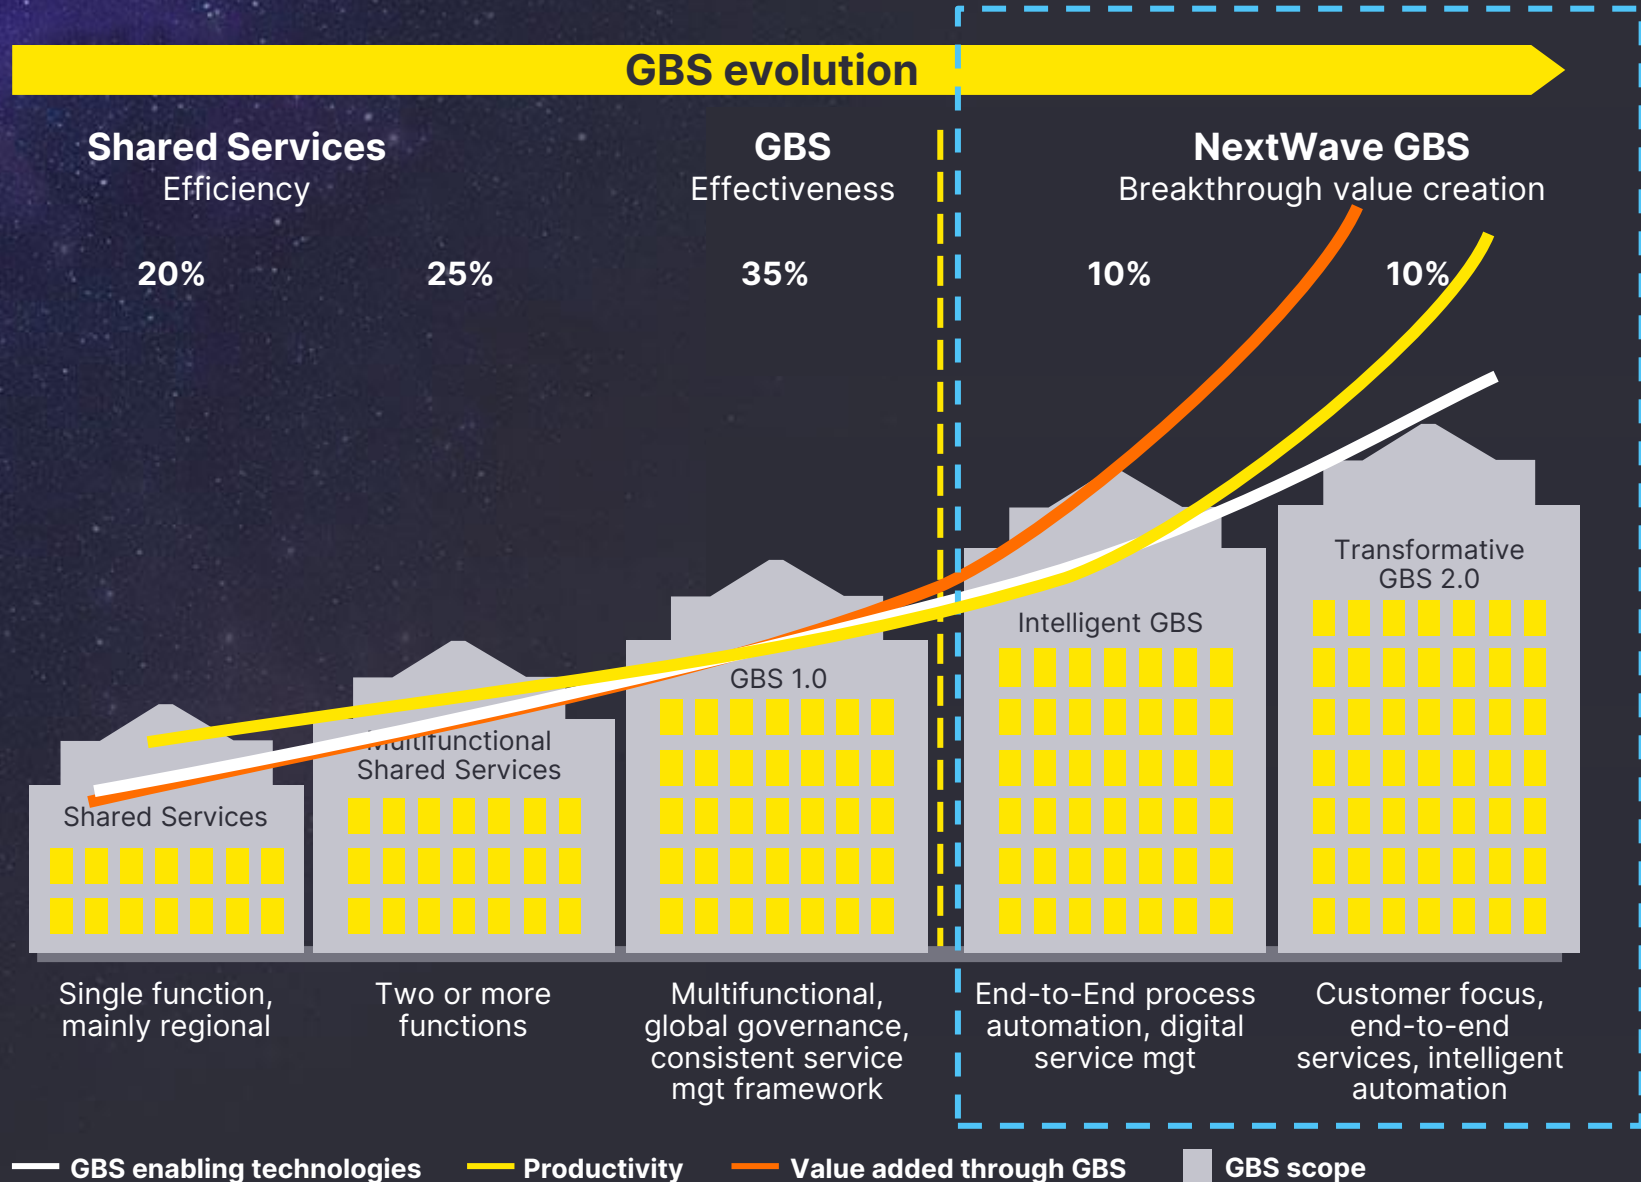 GBS evolution
Shared Services
Efficiency
GBS
Effectiveness
NextWave GBS
Breakthrough value creation
20%
25%
35%
10%
10%
Shared Services
Multifunctional
Shared Services
GBS 1.0
Intelligent GBS
Transformative
GBS 2.0
Single function,
mainly regional
Two or more
functions
Multifunctional,
global governance,
consistent service
mgt framework
End-to-End process
automation, digital
service mgt
Customer focus,
end-to-end
services, intelligent
automation
GBS enabling technologies
Productivity
Value added through GBS
GBS scope